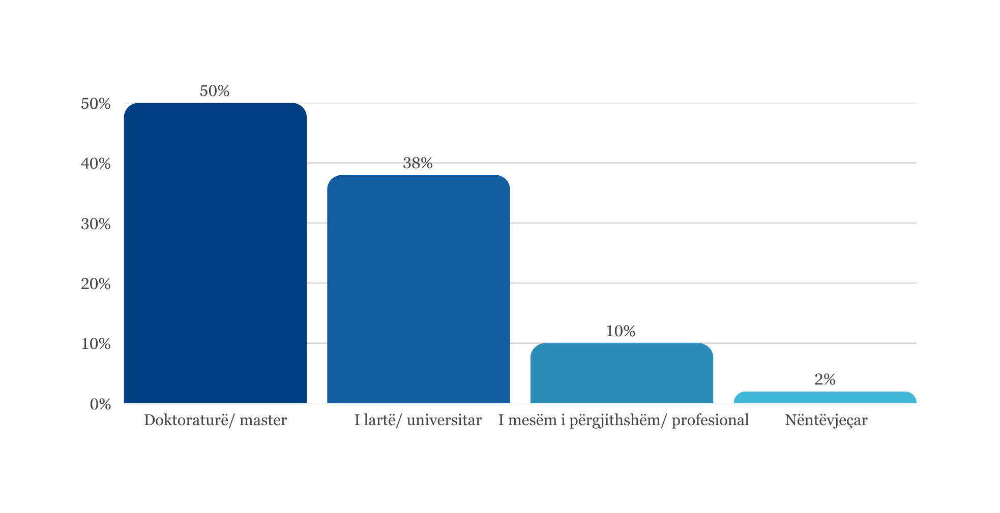 50%
50%
40%
38%
30%
20%
10%
10%
2%
0%
Doktoraturë/ master
I lartë/ universitar
I mesëm i përgjithshëm/ profesional
Nëntëvjeçar